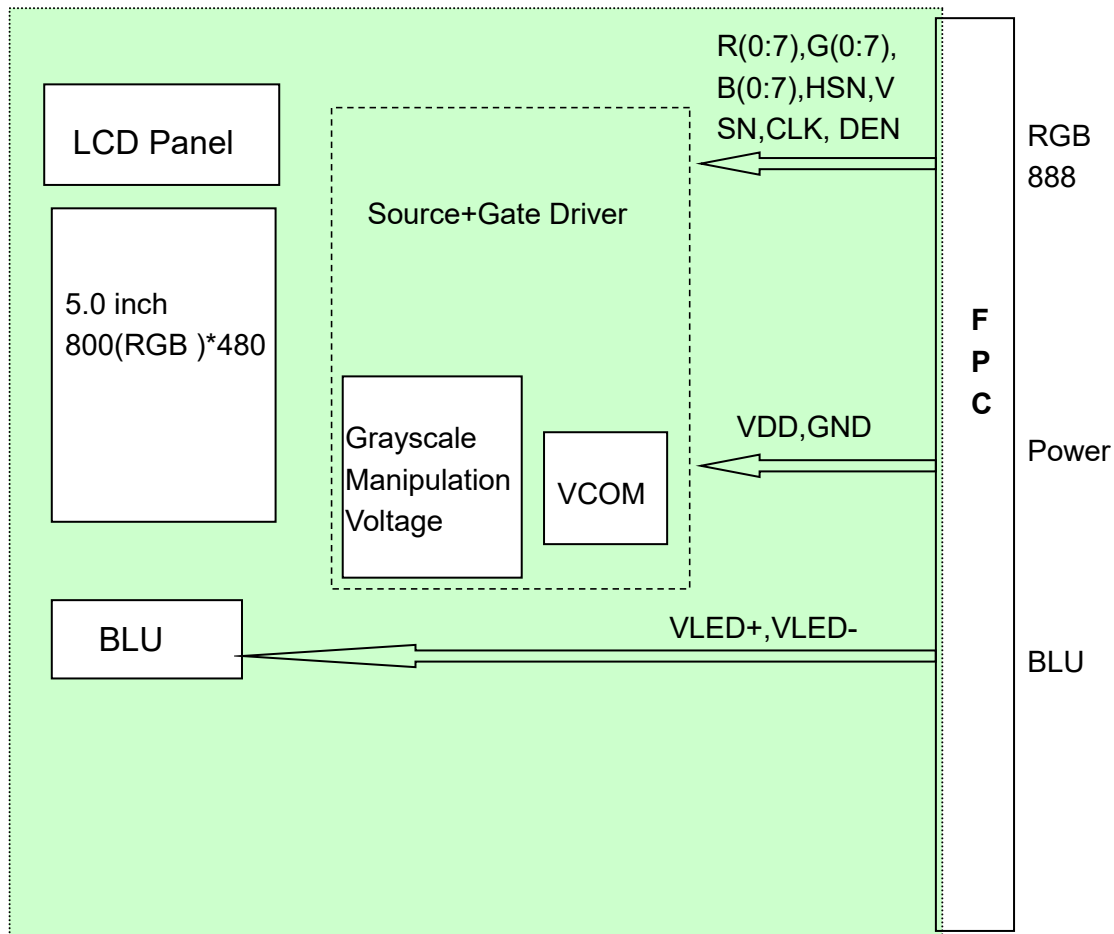 R(0:7),G(0:7),
B(0:7),HSN,V
SN,CLK, DEN
RGB
888
LCD Panel
Source+Gate Driver
5.0 inch
800(RGB )*480
F
P
C
Grayscale
Manipulation
Voltage
VCOM
VDD,GND
Power
BLU
VLED+,VLED-
BLU